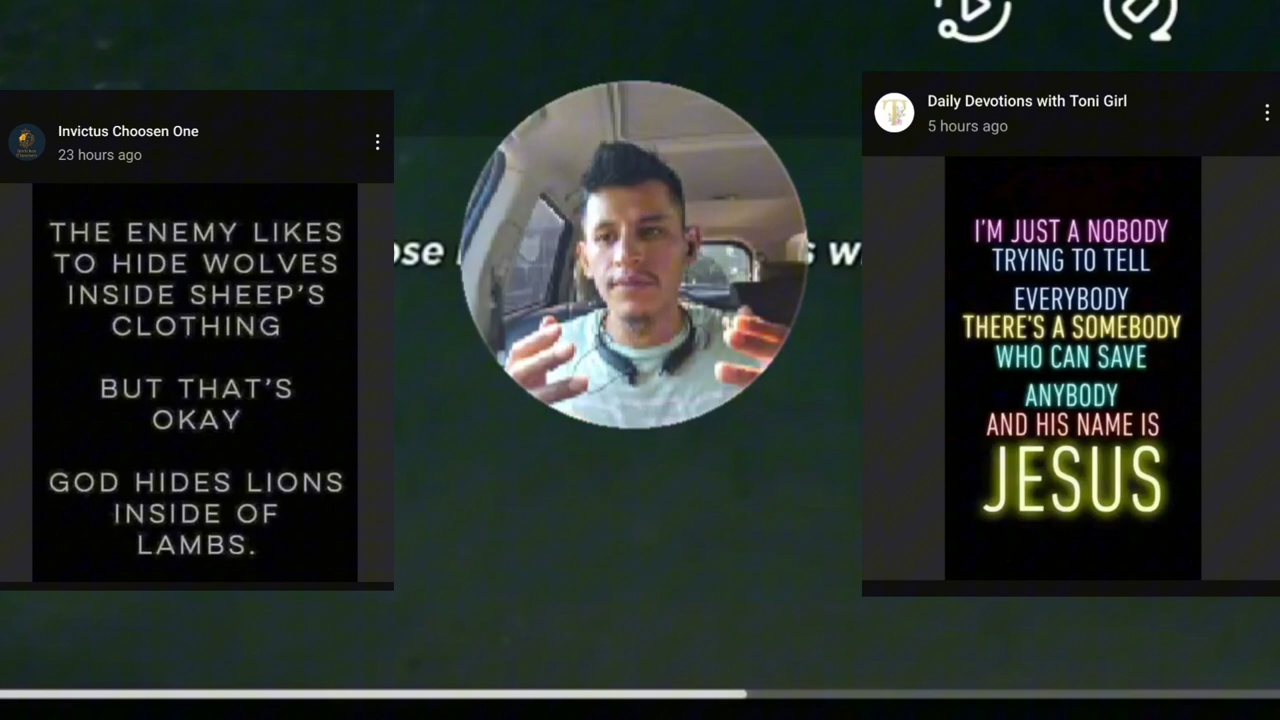 Invictus Choosen One
23 hours ago
THE ENEMY LIKES
TO HIDE WOLVES
INSIDE SHEEP'S
CLOTHING
BUT THAT'S
OKAY
GOD HIDES LIONS
INSIDE OF
LAMBS.
Daily Devotions with Toni Girl
5 hours ago
I'M JUST A NOBODY
TRYING TO TELL
EVERYBODY
THERE'S A SOMEBODY
WHO CAN SAVE
ANYBODY
AND HIS NAME IS
JESUS